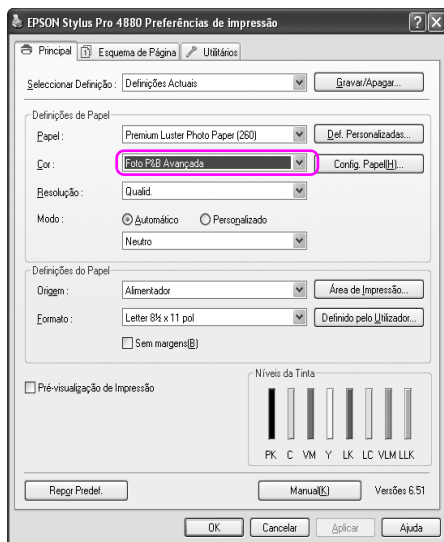 EPSON Stylus Pro 4880 Preferências de impressão
Principal Esquema de Página Utilitários
Seleccionar Definição : Definições Actuais Gravar/Apagar...
Definições de Papel
Papel : Premium Luster Photo Paper (260) Def. Personalizadas...
Cor : Foto P&B Avançada Config. Papel(H)...
Resolução : Qualid.
Modo : Automático Personalizado
Neutro
Definições do Papel
Origem : Alimentador Área de Impressão...
Formato : Letter 8½ x 11 pol Definido pelo Utilizador...
Sem margens(B)
Pré-visualização de Impressão
Níveis da Tinta
PK C VM Y LK LC VLM LLK
Repor Predef. Manual(K) Versões 6.51
OK Cancelar Aplicar Ajuda